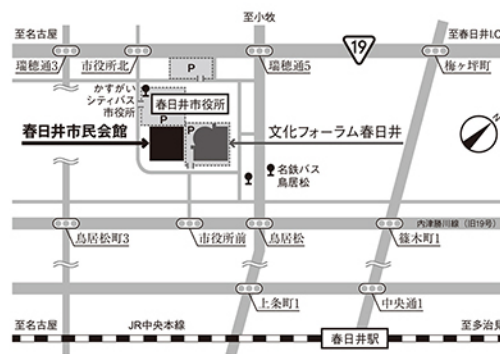 至小牧
至名古屋
19
至春日井I.C
瑞穂通3
市役所北
瑞穂通5
梅ヶ坪町
P
かすがい
シティバス
市役所
春日井市役所
P
春日井市民会館
P
文化フォーラム春日井
N
名鉄バス
鳥居松
内津勝川線（旧19号）
鳥居松町3
市役所前
鳥居松
篠木町1
上条町1
中央通1
至名古屋
JR中央本線
春日井駅
至多治見